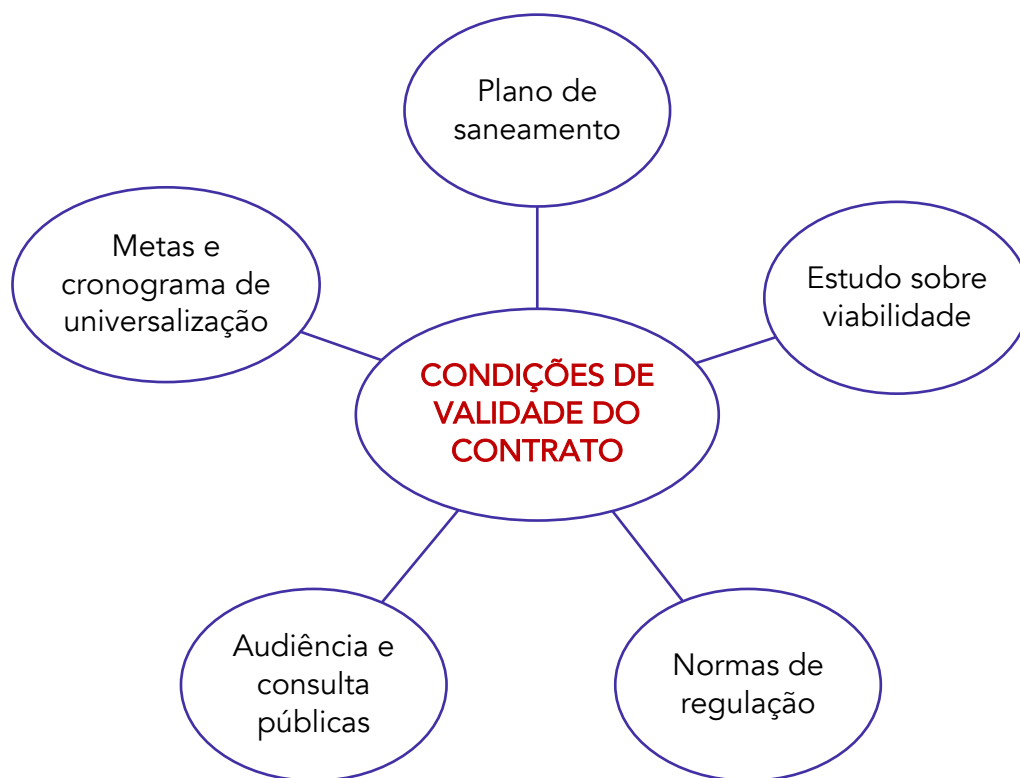 Plano de
saneamento
Metas e
cronograma de
universalização
Estudo sobre
viabilidade
CONDIÇÕES DE
VALIDADE DO
CONTRATO
Audiência e
consulta
públicas
Normas de
regulação